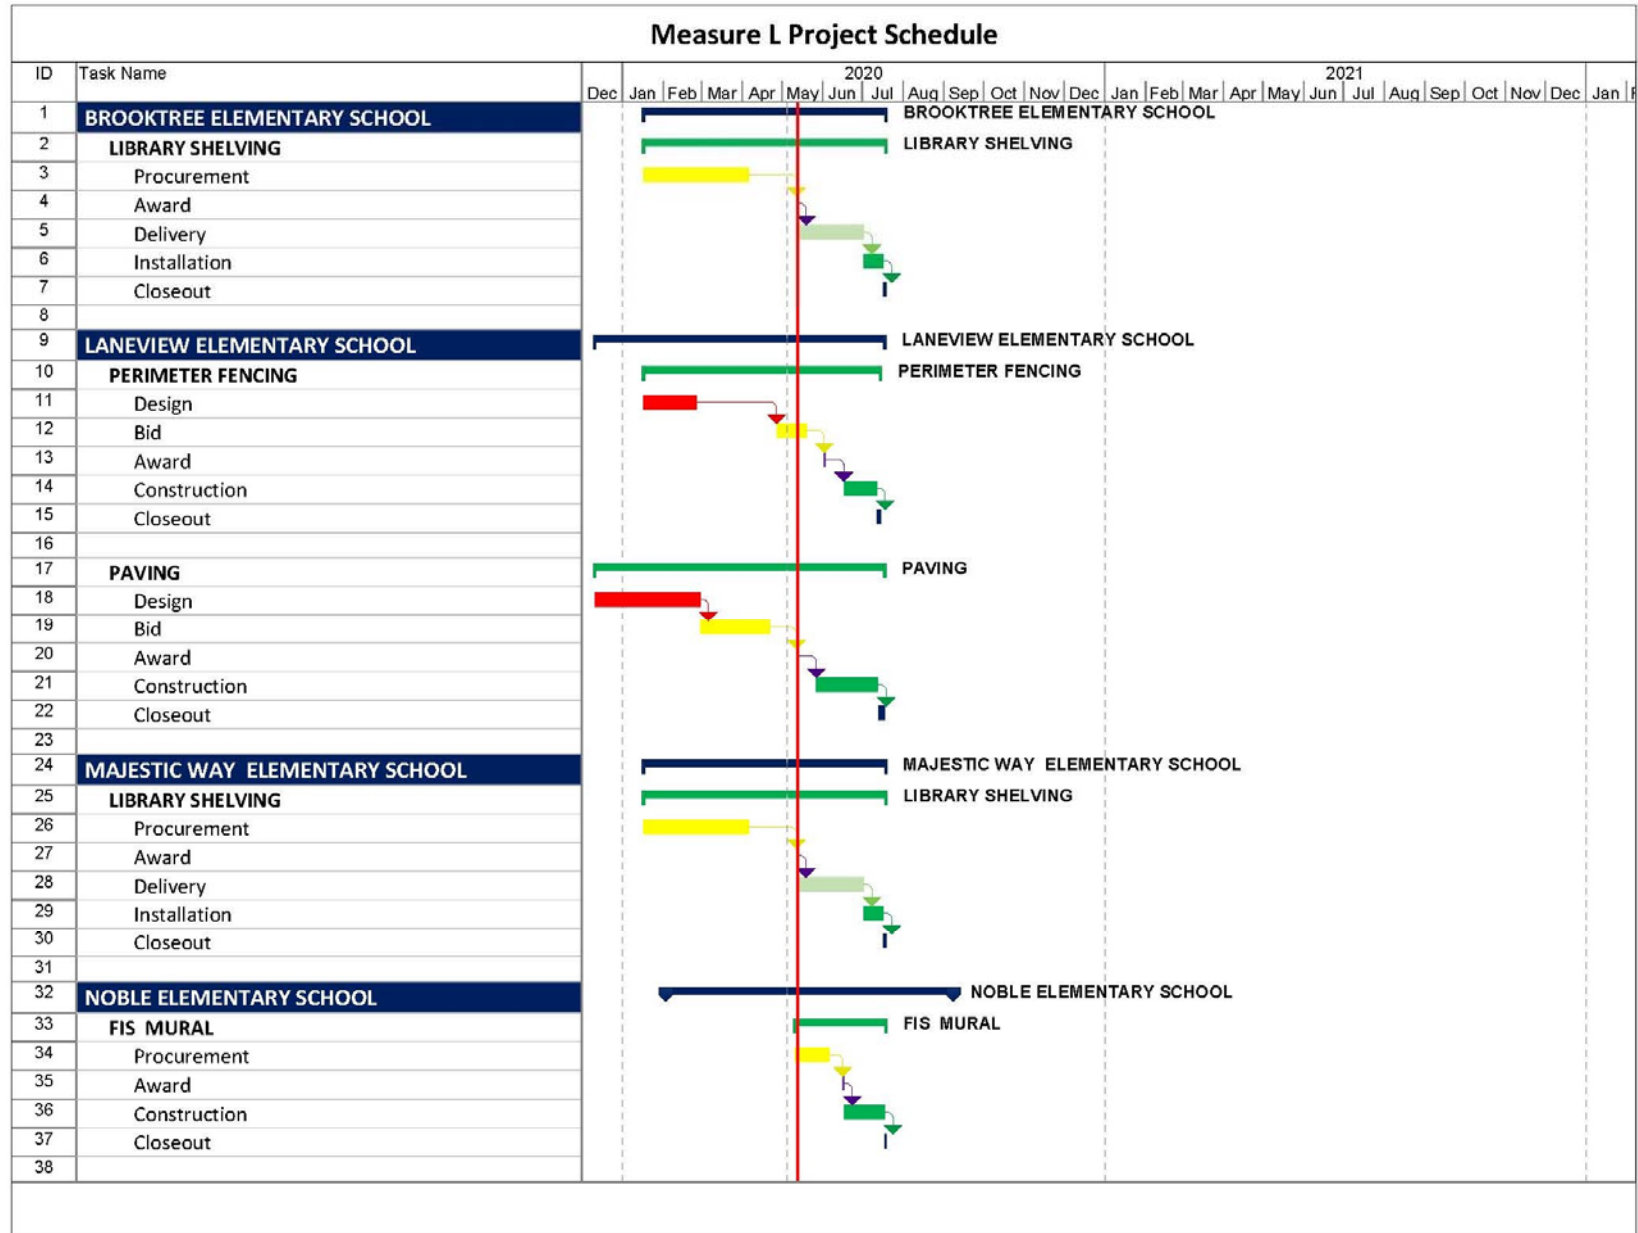 Measure L Project Schedule
ID Task Name 2020 2021
Dec Jan Feb Mar Apr May Jun Jul Aug Sep Oct Nov Dec Jan Feb Mar Apr May Jun Jul Aug Sep Oct Nov Dec Jan
1 BROOKTREE ELEMENTARY SCHOOL BROOKTREE ELEMENTARY SCHOOL
2 LIBRARY SHELVING LIBRARY SHELVING
3 Procurement
4 Award
5 Delivery
6 Installation
7 Closeout
8
9 LANEVIEW ELEMENTARY SCHOOL LANEVIEW ELEMENTARY SCHOOL
10 PERIMETER FENCING PERIMETER FENCING
11 Design
12 Bid
13 Award
14 Construction
15 Closeout
16
17 PAVING PAVING
18 Design
19 Bid
20 Award
21 Construction
22 Closeout
23
24 MAJESTIC WAY ELEMENTARY SCHOOL MAJESTIC WAY ELEMENTARY SCHOOL
25 LIBRARY SHELVING LIBRARY SHELVING
26 Procurement
27 Award
28 Delivery
29 Installation
30 Closeout
31
32 NOBLE ELEMENTARY SCHOOL NOBLE ELEMENTARY SCHOOL
33 FIS MURAL FIS MURAL
34 Procurement
35 Award
36 Construction
37 Closeout
38